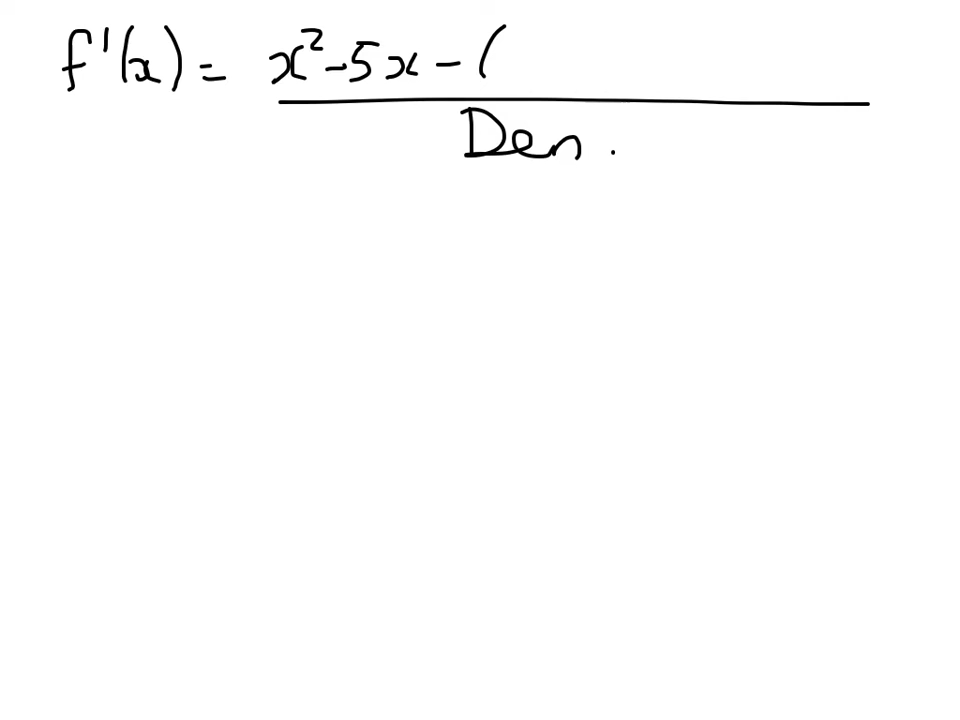 f'(x) = x² - 5x - (
Den .